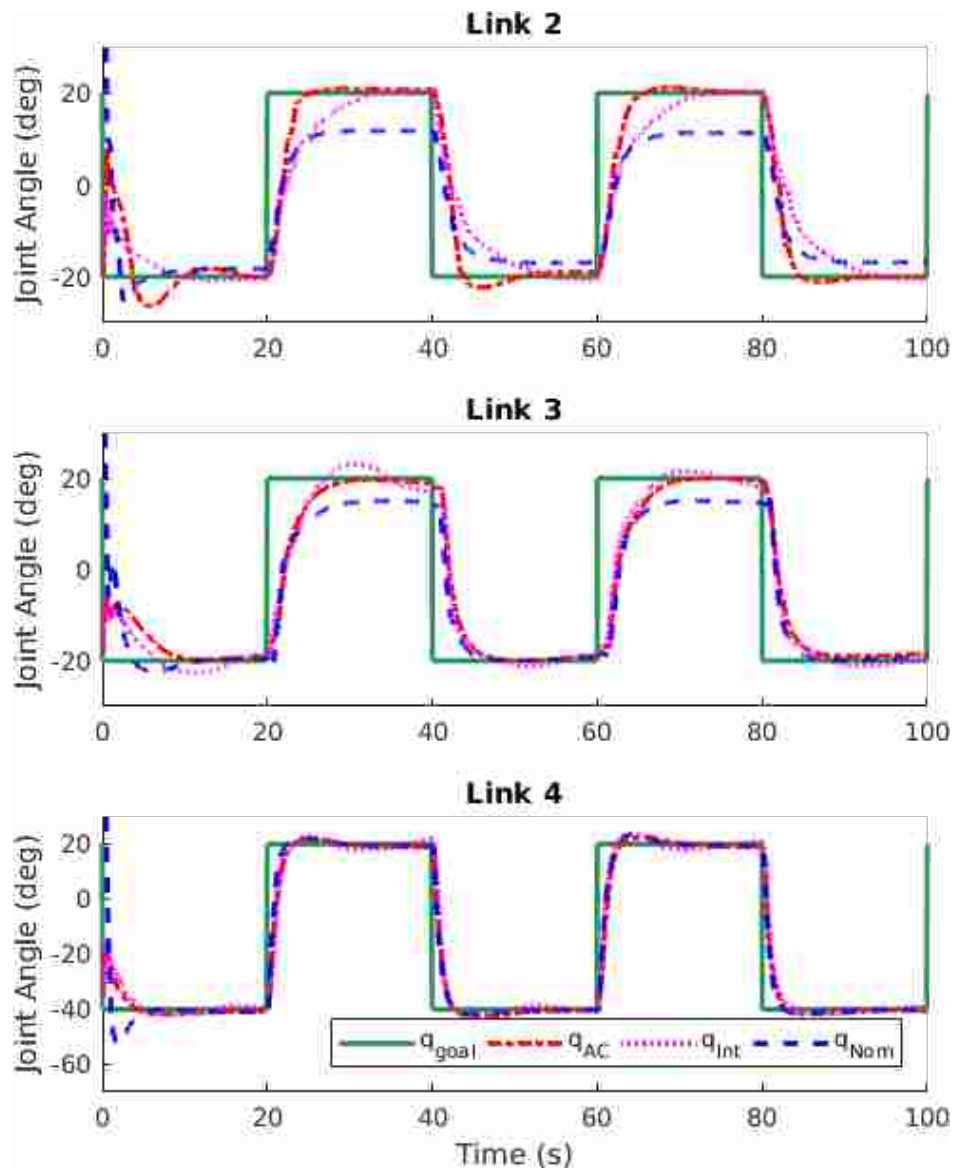 Link 2
Joint Angle (deg)
20
0
-20
0 20 40 60 80 100
Link 3
Joint Angle (deg)
20
0
-20
0 20 40 60 80 100
Link 4
Joint Angle (deg)
20
0
-20
-40
-60
q_goal q_AC q_Int q_Nom
0 20 40 60 80 100
Time (s)